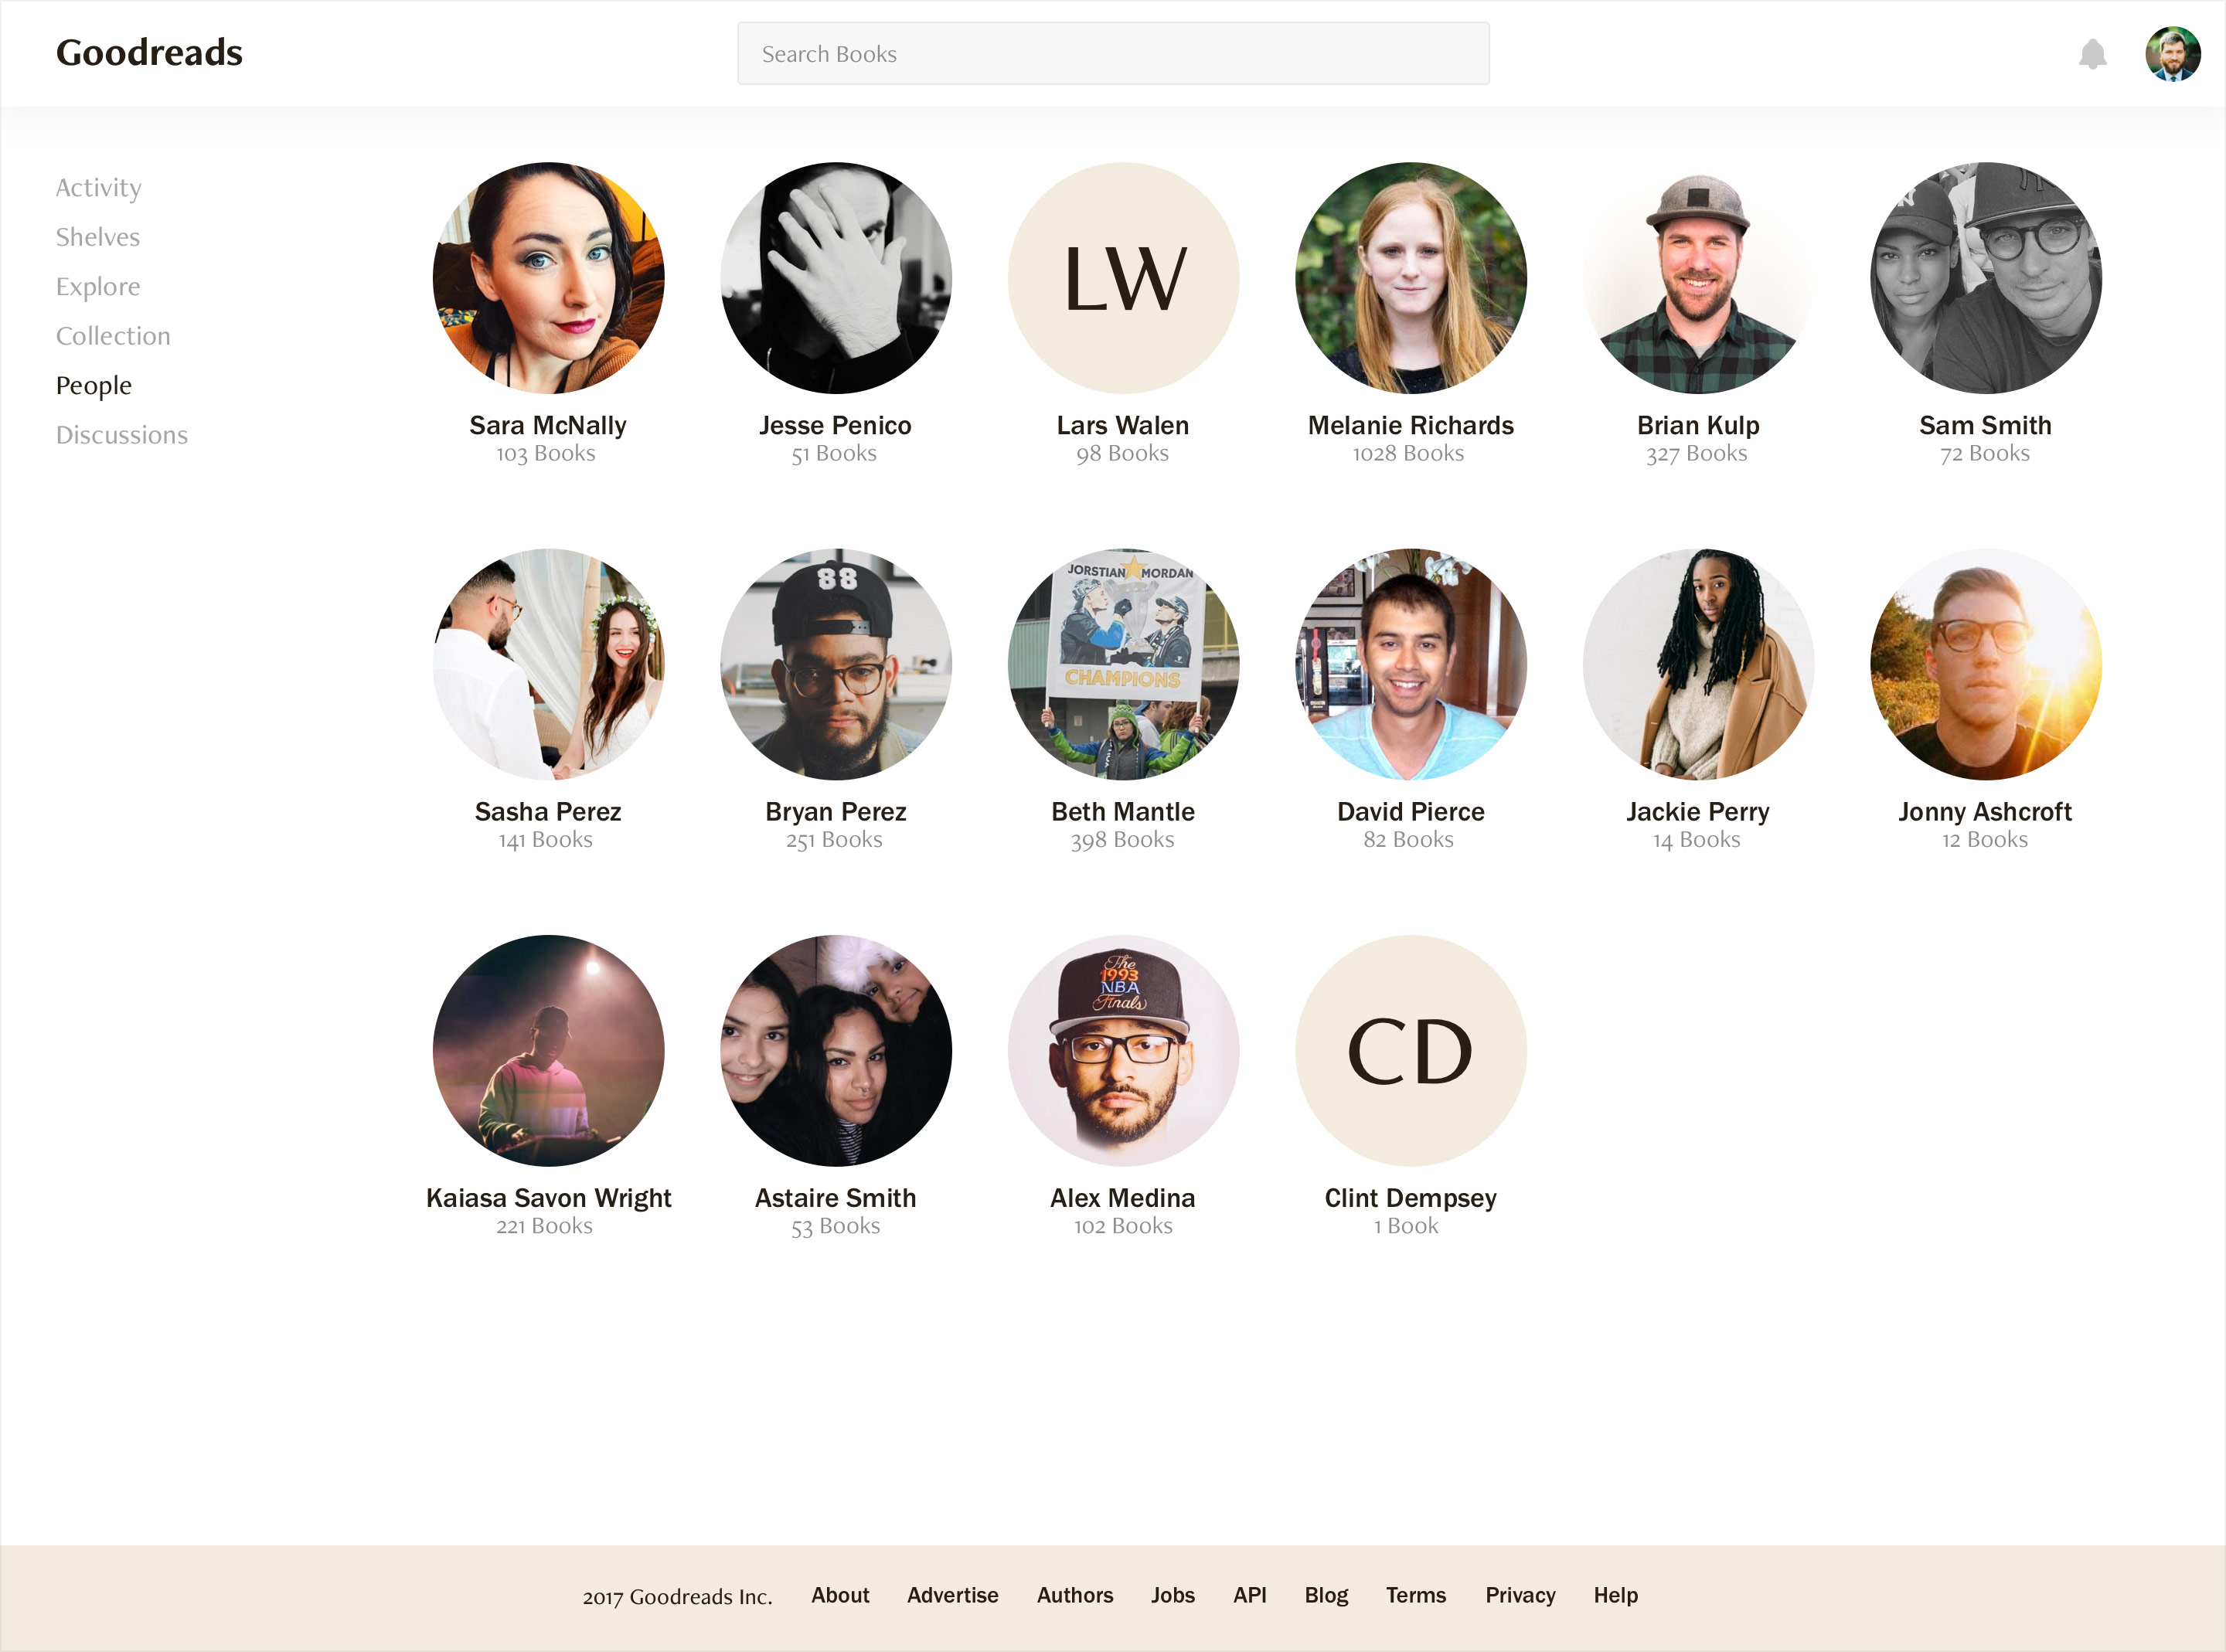 Goodreads
Search Books
Activity
Shelves
Explore
Collection
People
Discussions
LW
Sara McNally
103 Books
Jesse Penico
51 Books
Lars Walen
98 Books
Melanie Richards
1028 Books
Brian Kulp
327 Books
Sam Smith
72 Books
88
JORSTIAN MORDAN
CHAMPIONS
Sasha Perez
141 Books
Bryan Perez
251 Books
Beth Mantle
398 Books
David Pierce
82 Books
Jackie Perry
14 Books
Jonny Ashcroft
12 Books
The
1993
NBA
Finals
CD
Kaiasa Savon Wright
221 Books
Astaire Smith
53 Books
Alex Medina
102 Books
Clint Dempsey
1 Book
2017 Goodreads Inc. About Advertise Authors Jobs API Blog Terms Privacy Help